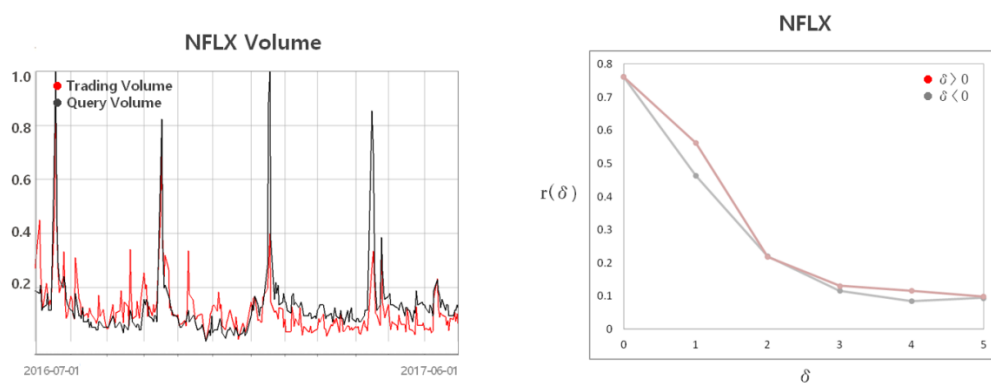 NFLX Volume
1.0
Trading Volume
Query Volume
0.8
0.6
0.4
0.2
2016-07-01
2017-06-01
NFLX
0.8
0.7
0.6
0.5
0.4
0.3
0.2
0.1
0
r(δ)
δ>0
δ<0
0 1 2 3 4 5
δ